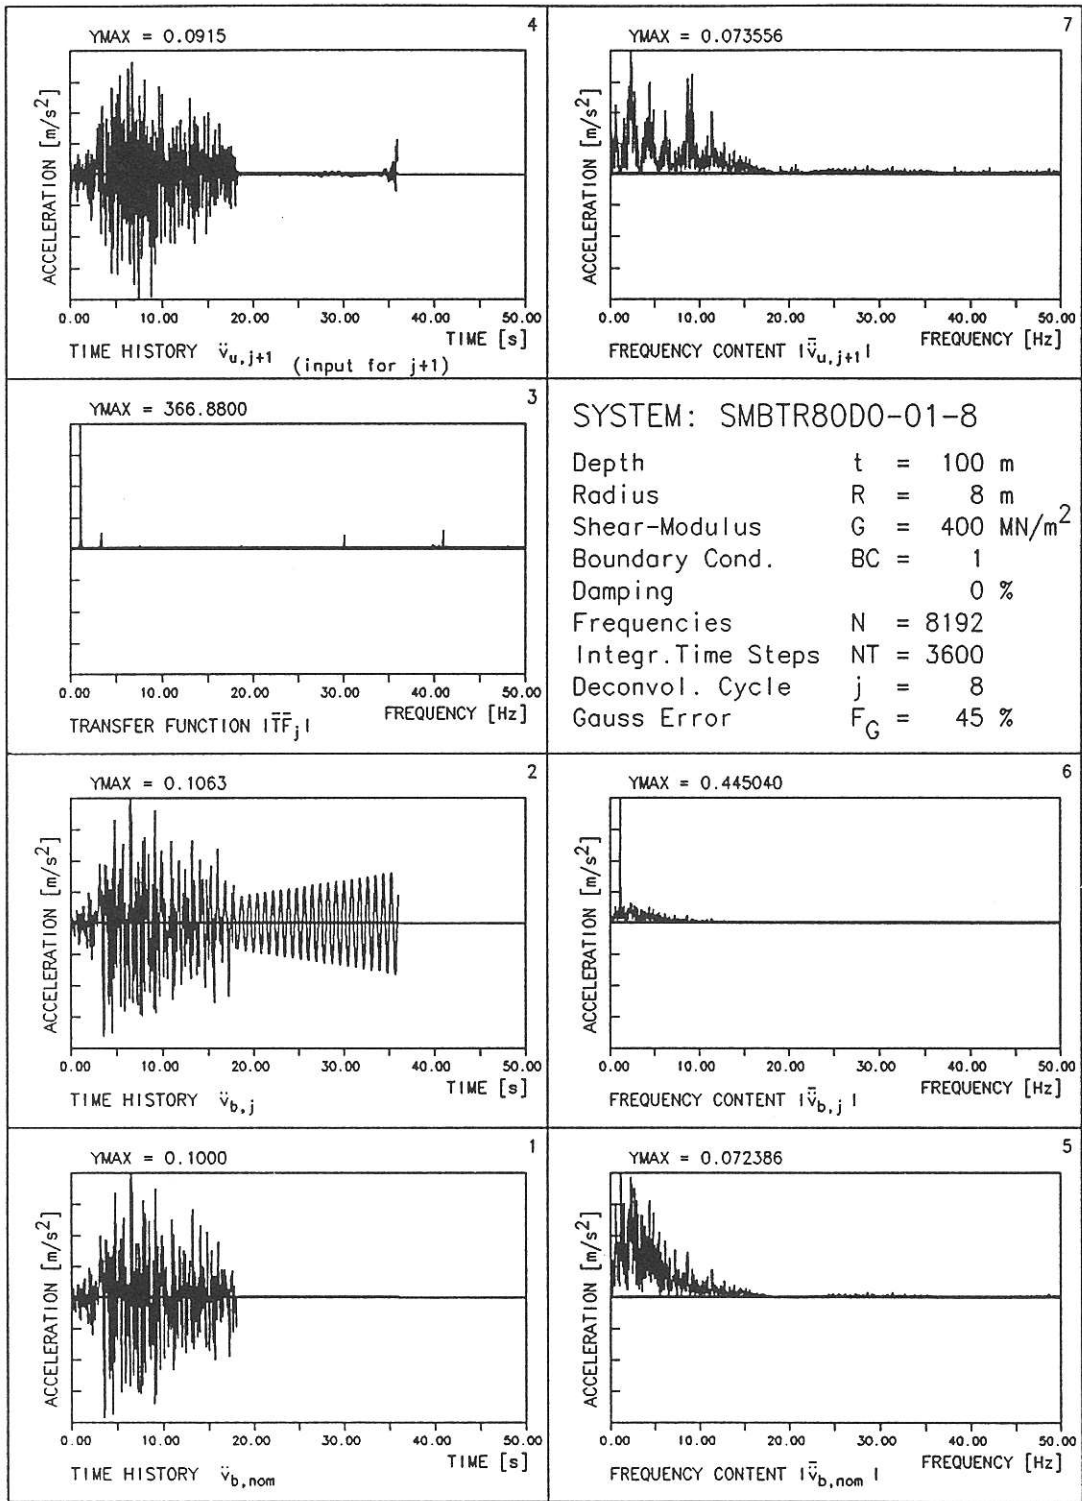 4
YMAX = 0.0915
ACCELERATION [m/s²]
0.00 10.00 20.00 30.00 40.00 50.00
TIME [s]
TIME HISTORY v̈u,j+1 (input for j+1)
7
YMAX = 0.073556
ACCELERATION [m/s²]
0.00 10.00 20.00 30.00 40.00 50.00
FREQUENCY CONTENT |v̈̄u,j+1| FREQUENCY [Hz]
3
YMAX = 366.8800
0.00 10.00 20.00 30.00 40.00 50.00
TRANSFER FUNCTION |T̄F̄j| FREQUENCY [Hz]
SYSTEM: SMBTR80D0-01-8
Depth t = 100 m
Radius R = 8 m
Shear-Modulus G = 400 MN/m²
Boundary Cond. BC = 1
Damping 0 %
Frequencies N = 8192
Integr.Time Steps NT = 3600
Deconvol. Cycle j = 8
Gauss Error FG = 45 %
2
YMAX = 0.1063
ACCELERATION [m/s²]
0.00 10.00 20.00 30.00 40.00 50.00
TIME HISTORY v̈b,j TIME [s]
6
YMAX = 0.445040
ACCELERATION [m/s²]
0.00 10.00 20.00 30.00 40.00 50.00
FREQUENCY CONTENT |v̈̄b,j| FREQUENCY [Hz]
1
YMAX = 0.1000
ACCELERATION [m/s²]
0.00 10.00 20.00 30.00 40.00 50.00
TIME HISTORY v̈b,nom TIME [s]
5
YMAX = 0.072386
ACCELERATION [m/s²]
0.00 10.00 20.00 30.00 40.00 50.00
FREQUENCY CONTENT |v̈̄b,nom| FREQUENCY [Hz]